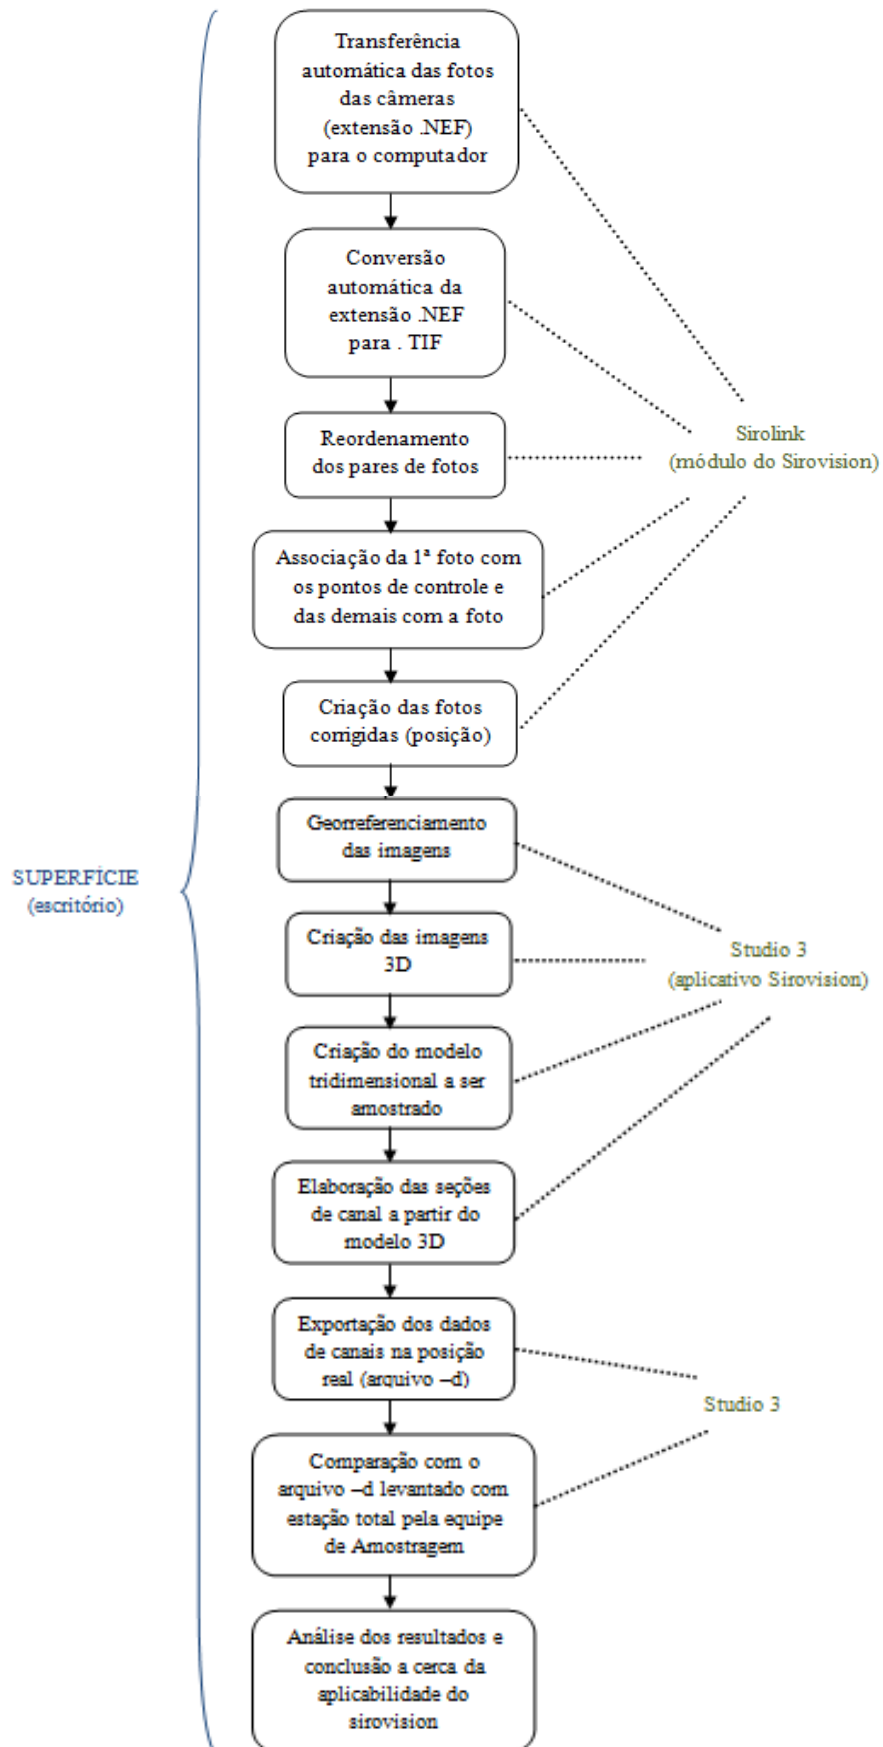 Transferência
automática das fotos
das câmeras
(extensão .NEF)
para o computador
Conversão
automática da
extensão .NEF
para . TIF
Reordenamento
dos pares de fotos
Sirolink
(módulo do Sirovision)
Associação da 1ª foto com
os pontos de controle e
das demais com a foto
Criação das fotos
corrigidas (posição)
Georreferenciamento
das imagens
SUPERFÍCIE
(escritório)
Criação das imagens
3D
Studio 3
(aplicativo Sirovision)
Criação do modelo
tridimensional a ser
amostrado
Elaboração das seções
de canal a partir do
modelo 3D
Exportação dos dados
de canais na posição
real (arquivo –d)
Studio 3
Comparação com o
arquivo –d levantado com
estação total pela equipe
de Amostragem
Análise dos resultados e
conclusão a cerca da
aplicabilidade do
sirovision